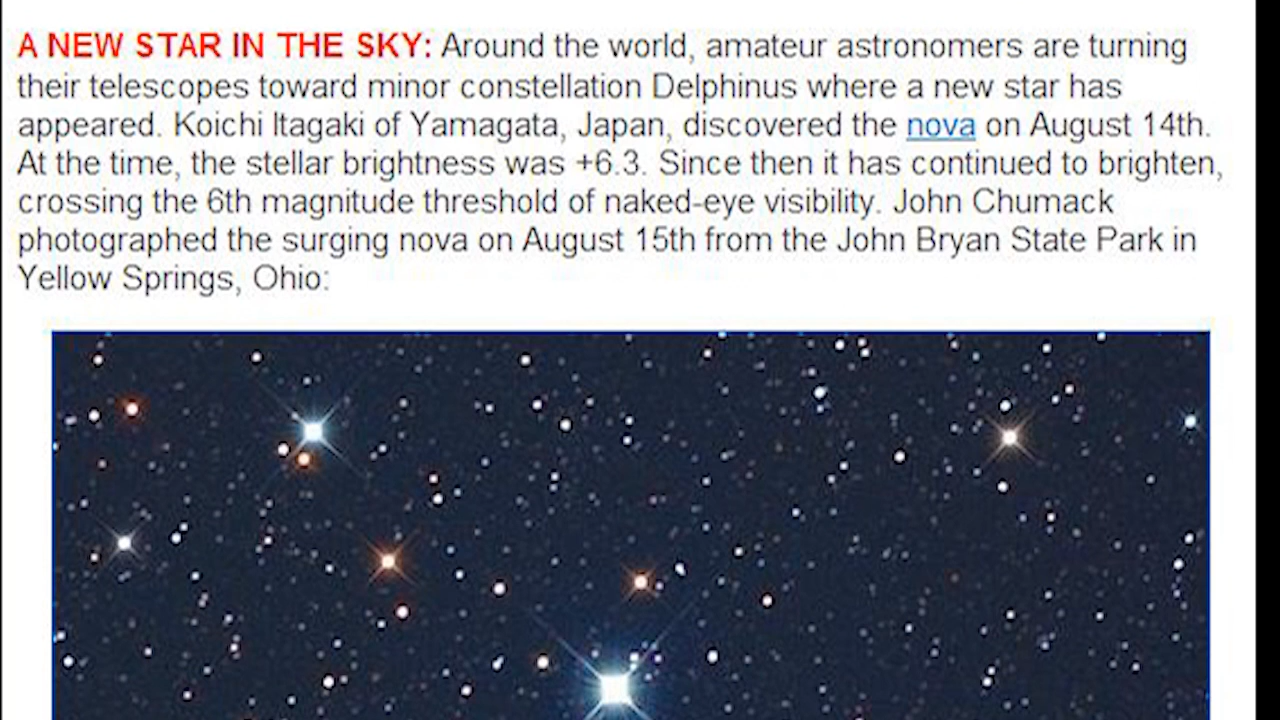 A NEW STAR IN THE SKY: Around the world, amateur astronomers are turning
their telescopes toward minor constellation Delphinus where a new star has
appeared. Koichi Itagaki of Yamagata, Japan, discovered the nova on August 14th.
At the time, the stellar brightness was +6.3. Since then it has continued to brighten,
crossing the 6th magnitude threshold of naked-eye visibility. John Chumack
photographed the surging nova on August 15th from the John Bryan State Park in
Yellow Springs, Ohio: